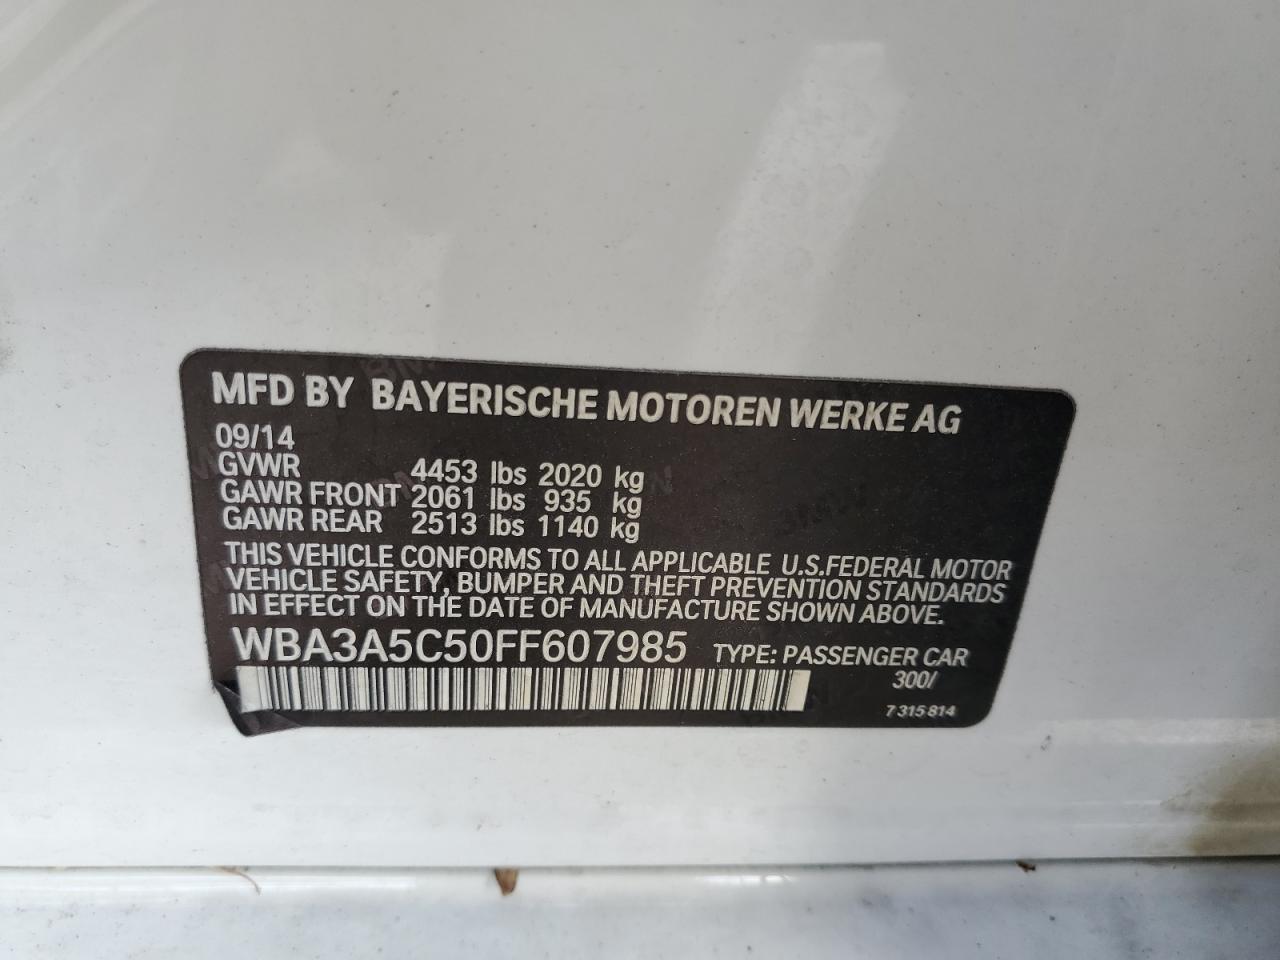 MFD BY BAYERISCHE MOTOREN WERKE AG
09/14
GVWR 4453 lbs 2020 kg
GAWR FRONT 2061 lbs 935 kg
GAWR REAR 2513 lbs 1140 kg
THIS VEHICLE CONFORMS TO ALL APPLICABLE U.S.FEDERAL MOTOR
VEHICLE SAFETY, BUMPER AND THEFT PREVENTION STANDARDS
IN EFFECT ON THE DATE OF MANUFACTURE SHOWN ABOVE.
WBA3A5C50FF607985 TYPE: PASSENGER CAR
300/
7 315 814